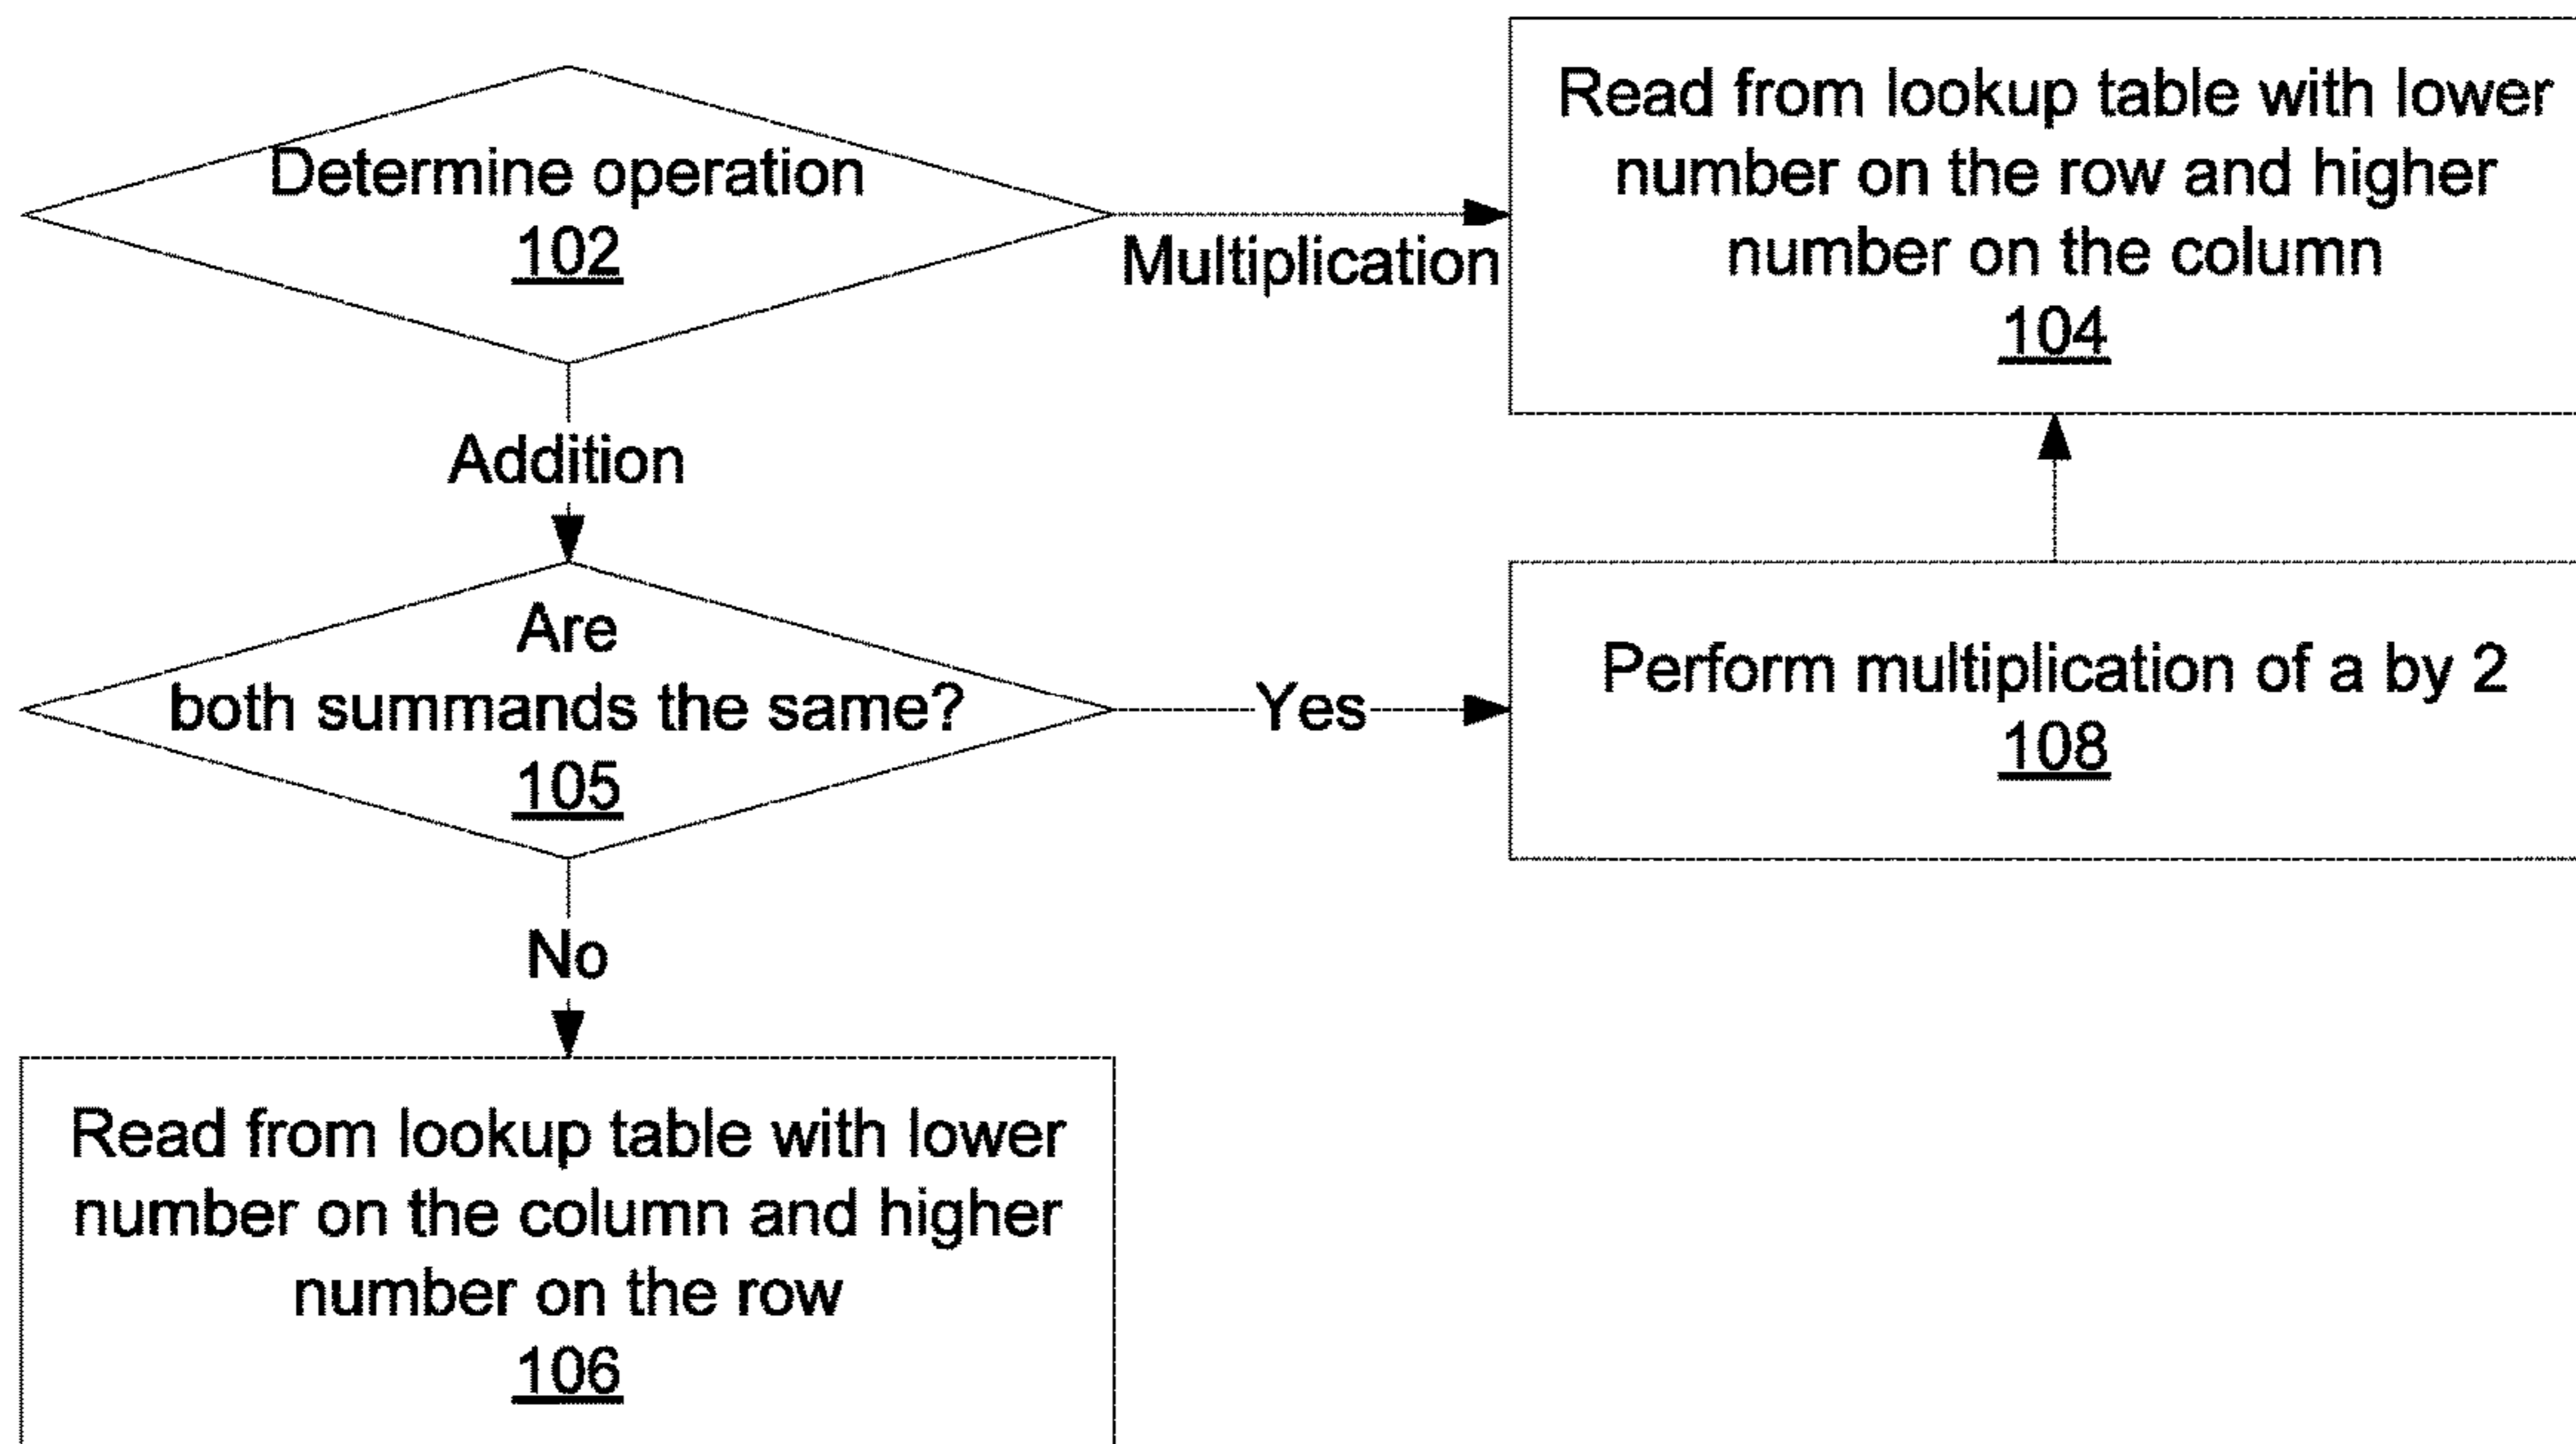 Determine operation
102
Multiplication
Read from lookup table with lower
number on the row and higher
number on the column
104
Addition
Are
both summands the same?
105
Yes
Perform multiplication of a by 2
108
No
Read from lookup table with lower
number on the column and higher
number on the row
106